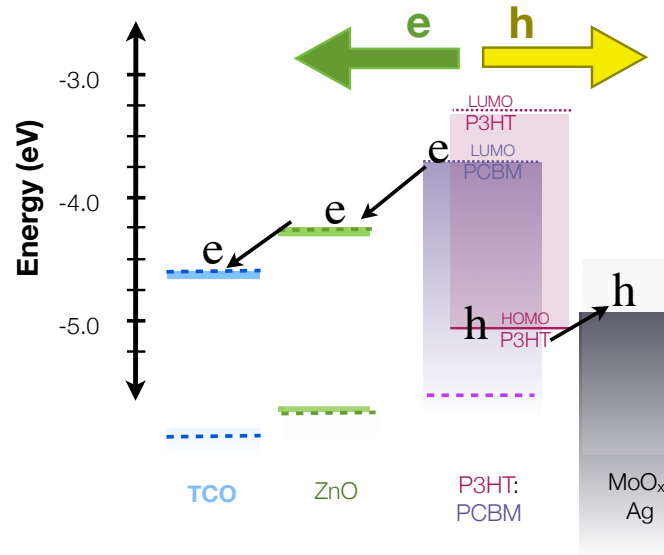 e
h
-3.0
LUMO
P3HT
e
LUMO
PCBM
Energy (eV)
-4.0
e
e
h
-5.0
h
HOMO
P3HT
TCO
ZnO
P3HT:
PCBM
MoOx
Ag